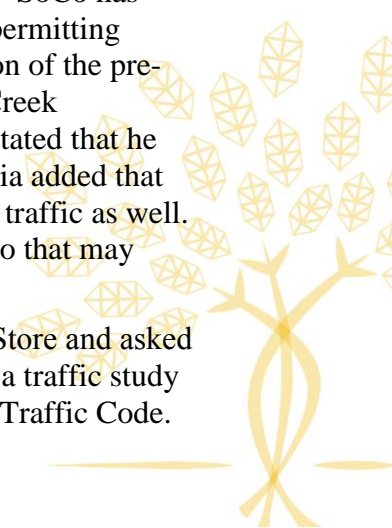 SoCo has
permitting
on of the pre-
Creek
tated that he
ia added that
traffic as well.
o that may
Store and asked
a traffic study
Traffic Code.